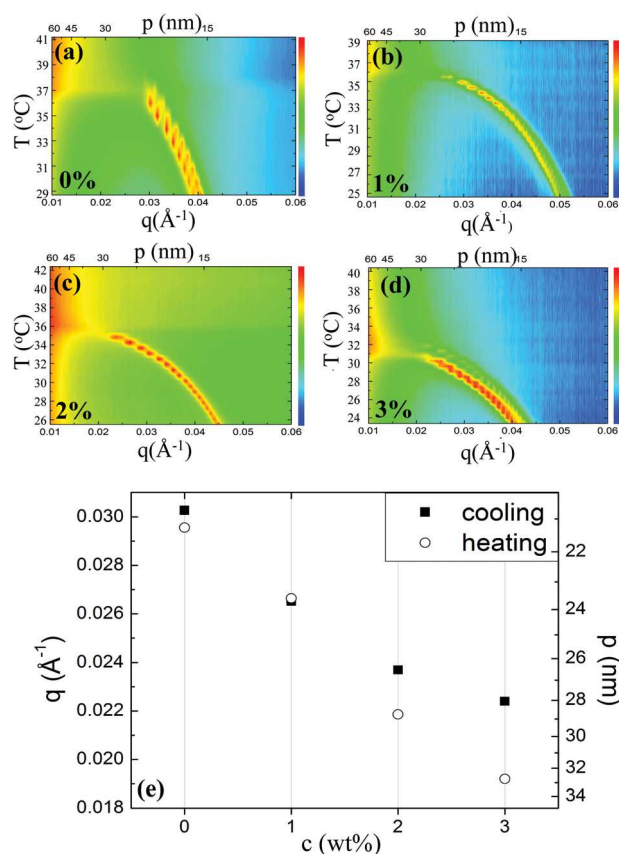 p (nm)
60 45 30 15
(a)
T (°C)
41
39
37
35
33
31
29
0%
0.01 0.02 0.03 0.04 0.05 0.06
q(Å⁻¹)
p (nm)
60 45 30 15
(b)
T (°C)
39
37
35
33
31
29
27
25
1%
0.01 0.02 0.03 0.04 0.05 0.06
q(Å⁻¹)
p (nm)
60 45 30 15
(c)
T (°C)
42
40
38
36
34
32
30
28
26
2%
0.01 0.02 0.03 0.04 0.05 0.06
q(Å⁻¹)
p (nm)
60 45 30 15
(d)
T (°C)
42
40
38
36
34
32
30
28
26
24
3%
0.01 0.02 0.03 0.04 0.05 0.06
q(Å⁻¹)
cooling
heating
q (Å⁻¹)
0.030
0.028
0.026
0.024
0.022
0.020
0.018
p (nm)
22
24
26
28
29
32
34
(e)
0 1 2 3
c (wt%)